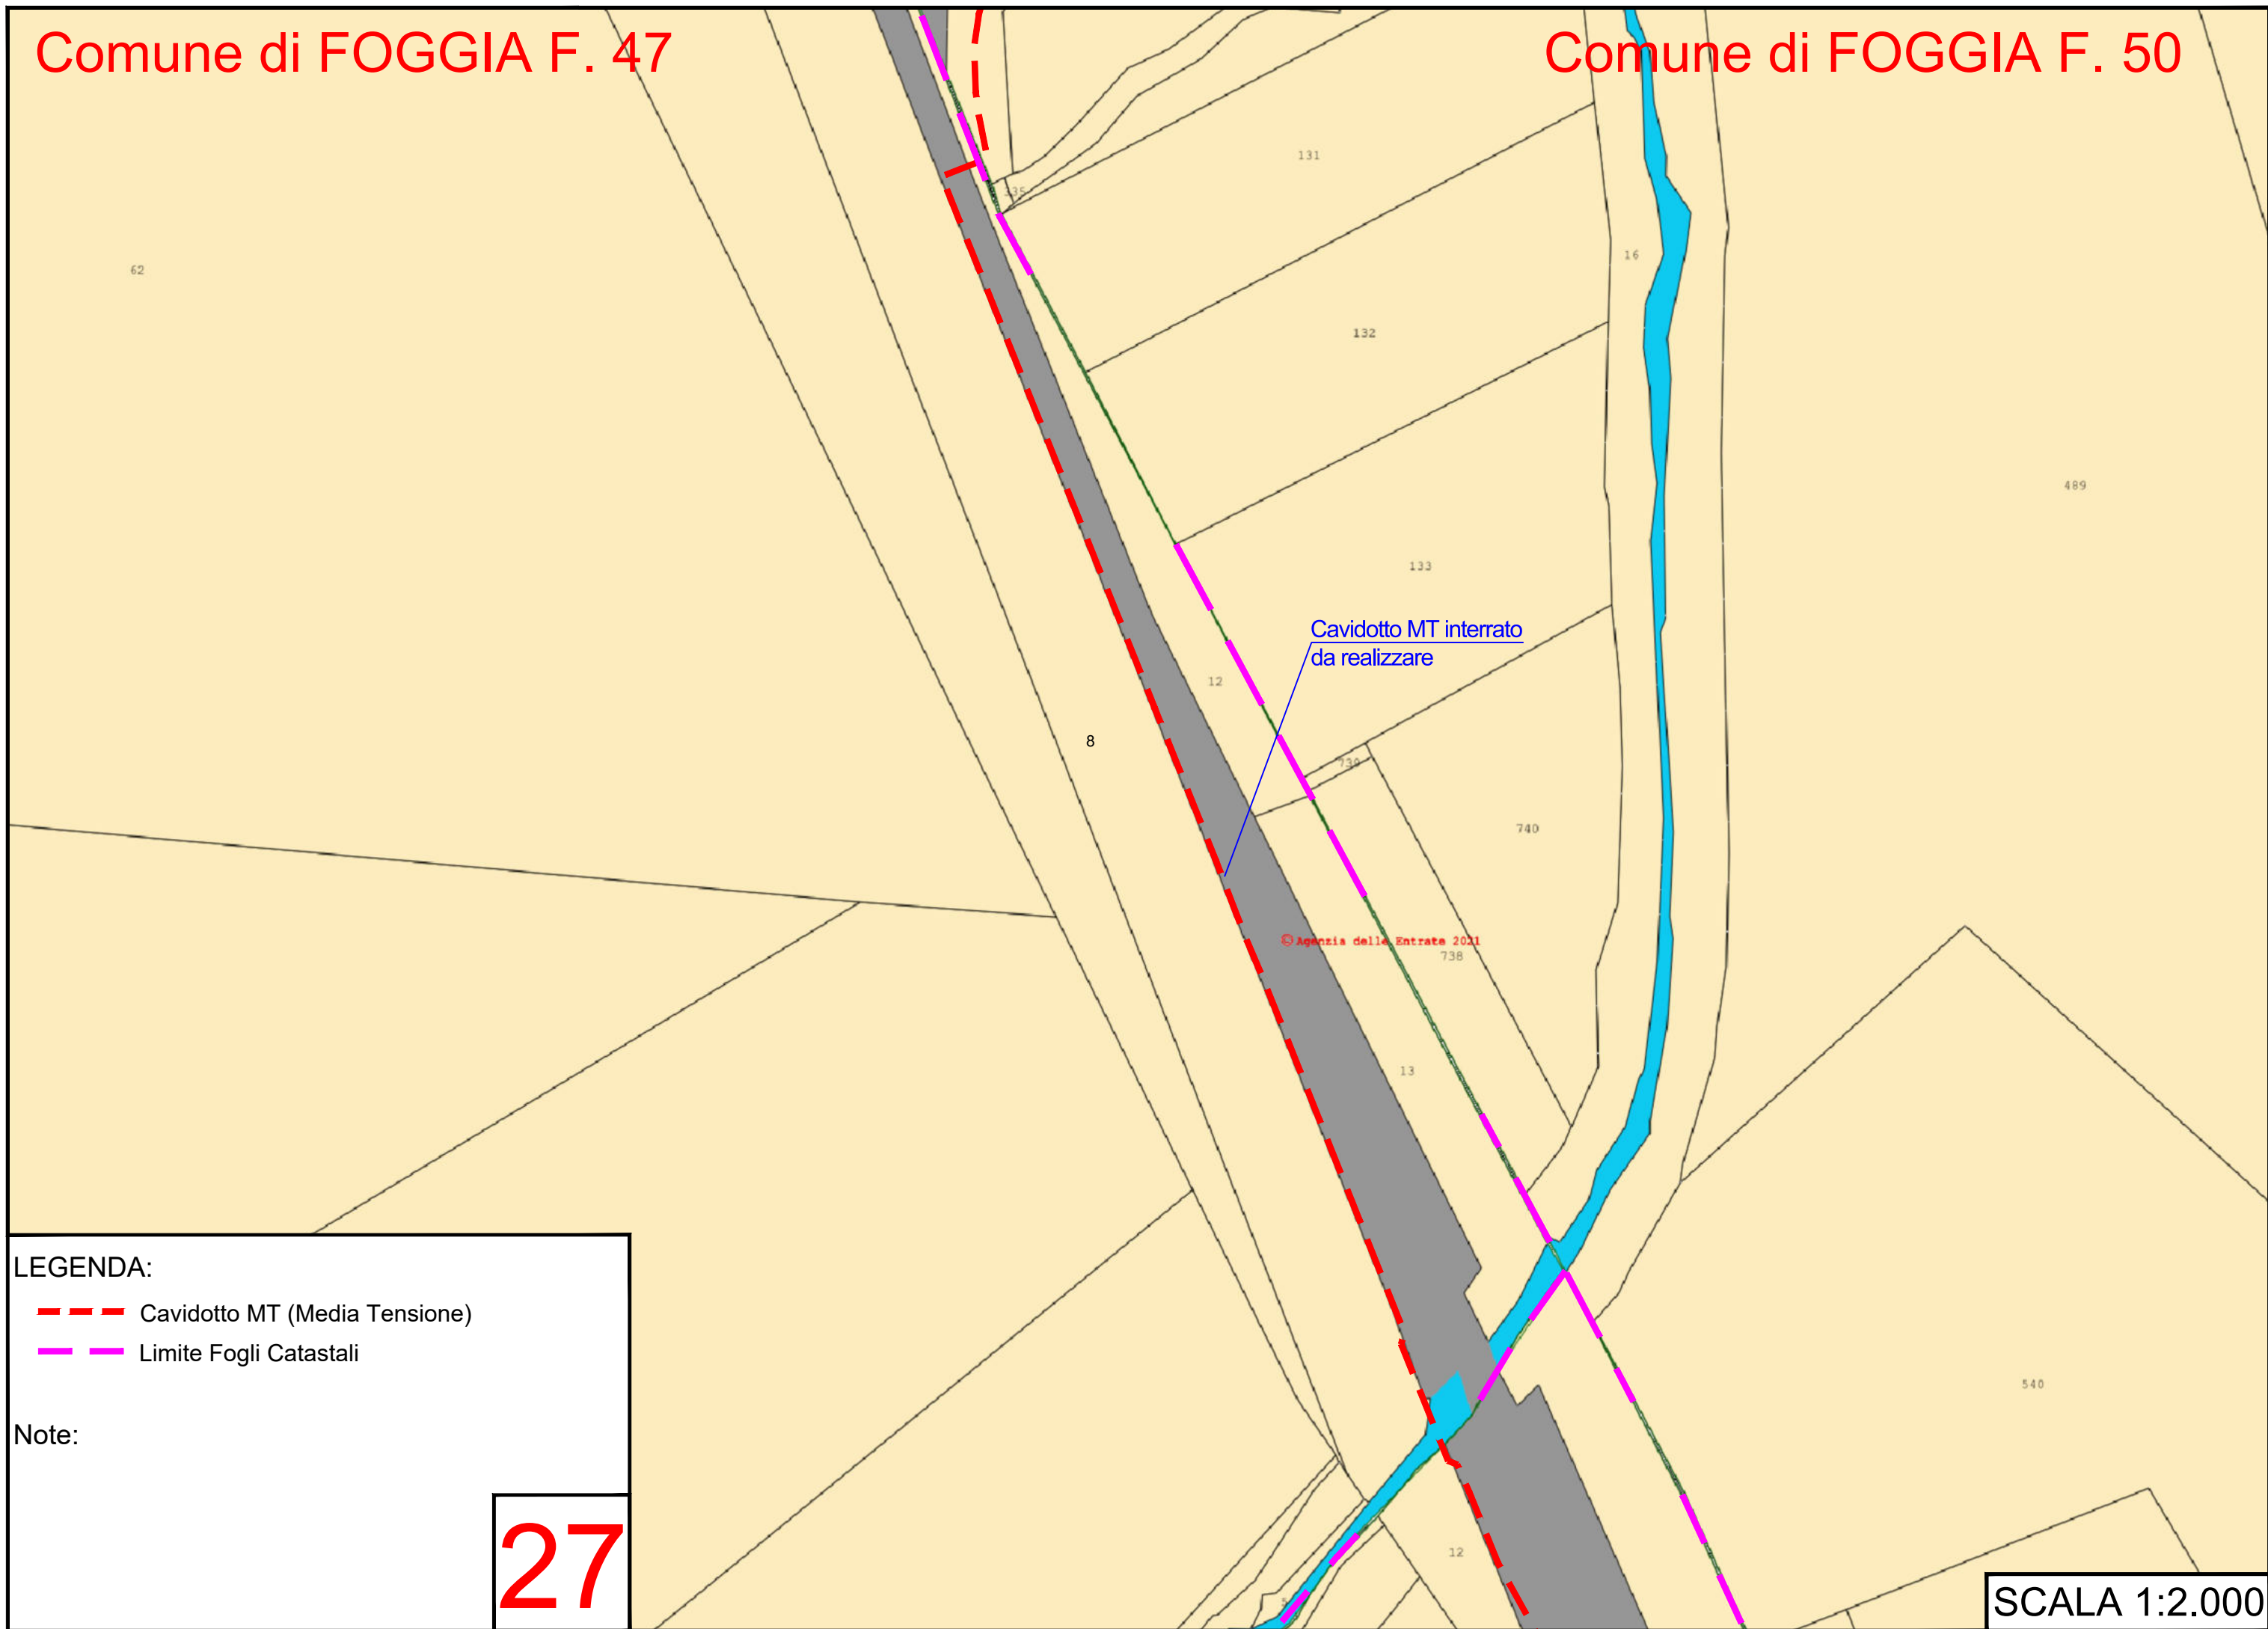 Comune di FOGGIA F. 47
Comune di FOGGIA F. 50
131
335
16
62
132
489
133
Cavidotto MT interrato
da realizzare
12
8
739
740
© Agenzia delle Entrate 2021
738
13
540
12
LEGENDA:
Cavidotto MT (Media Tensione)
Limite Fogli Catastali
Note:
27
SCALA 1:2.000